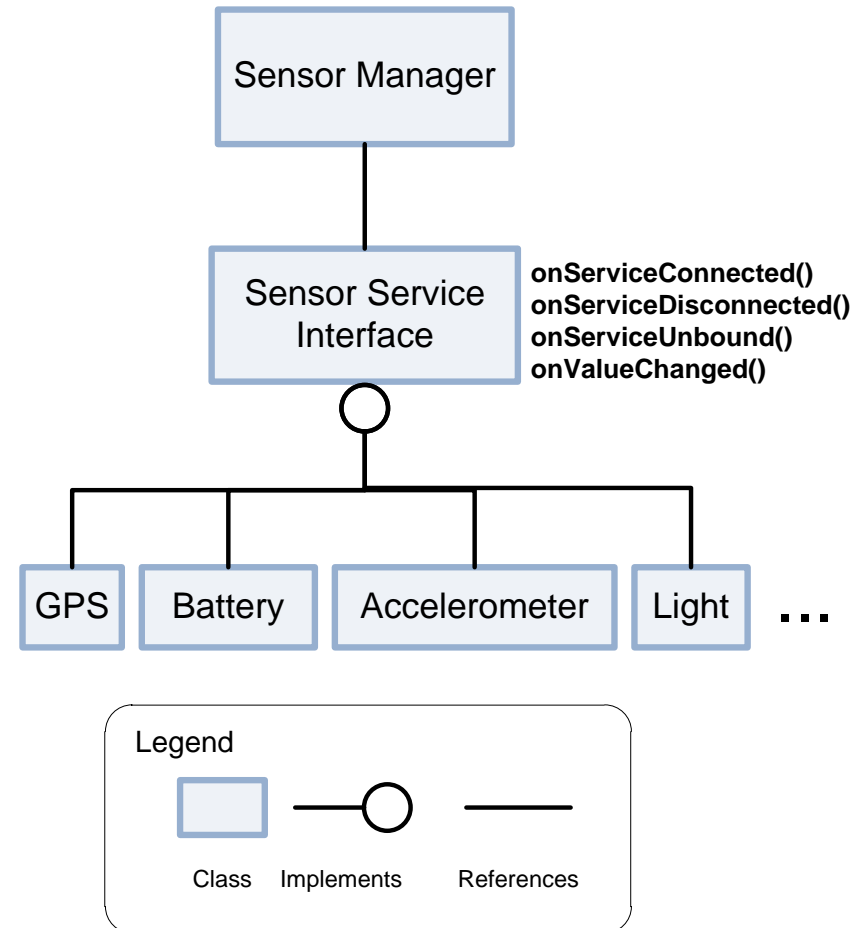 Sensor Manager
Sensor Service
Interface
onServiceConnected()
onServiceDisconnected()
onServiceUnbound()
onValueChanged()
GPS
Battery
Accelerometer
Light
...
Legend
Class
Implements
References